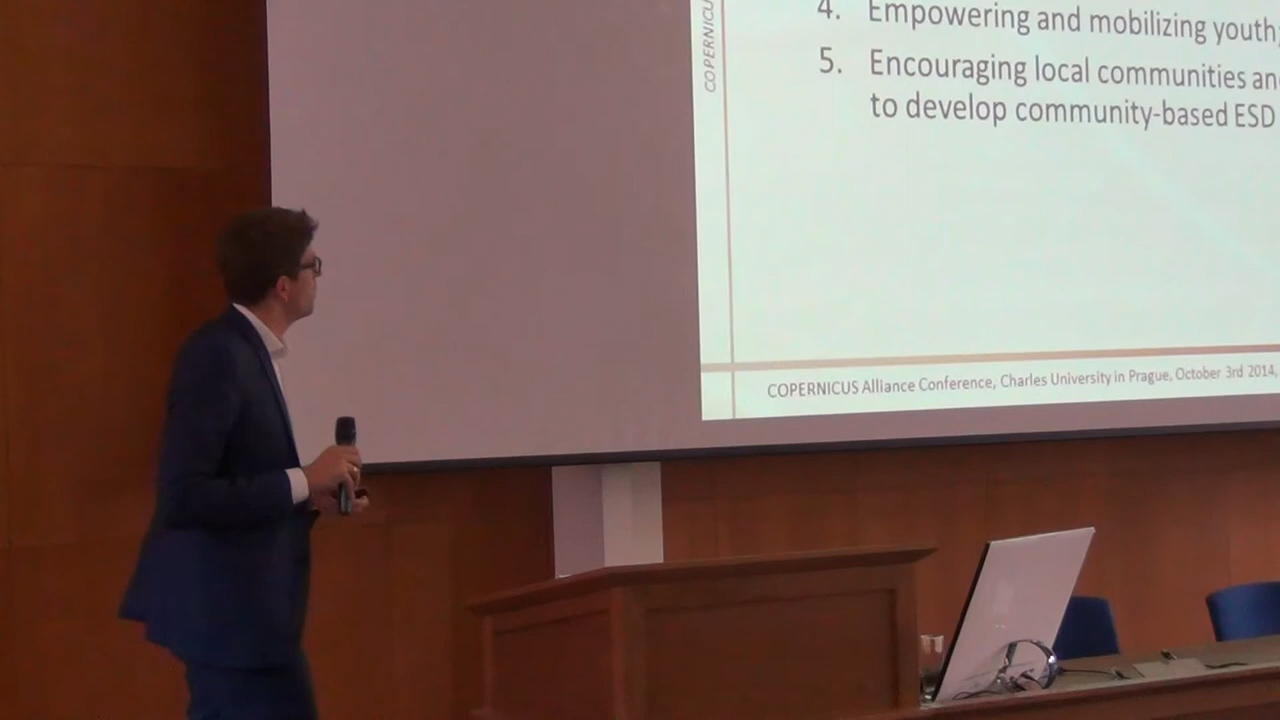 COPERNICU
4. Empowering and mobilizing youth;
5. Encouraging local communities an
to develop community-based ESD
COPERNICUS Alliance Conference, Charles University in Prague, October 3rd 2014,